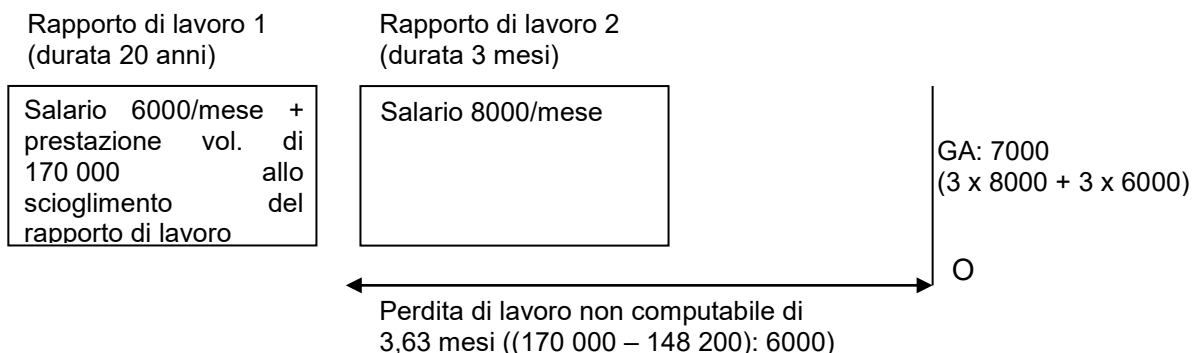 Rapporto di lavoro 1
(durata 20 anni)
Rapporto di lavoro 2
(durata 3 mesi)
Salario 6000/mese +
prestazione vol. di
170 000 allo
scioglimento del
rapporto di lavoro
Salario 8000/mese
GA: 7000
(3 x 8000 + 3 x 6000)
O
Perdita di lavoro non computabile di
3,63 mesi ((170 000 – 148 200): 6000)